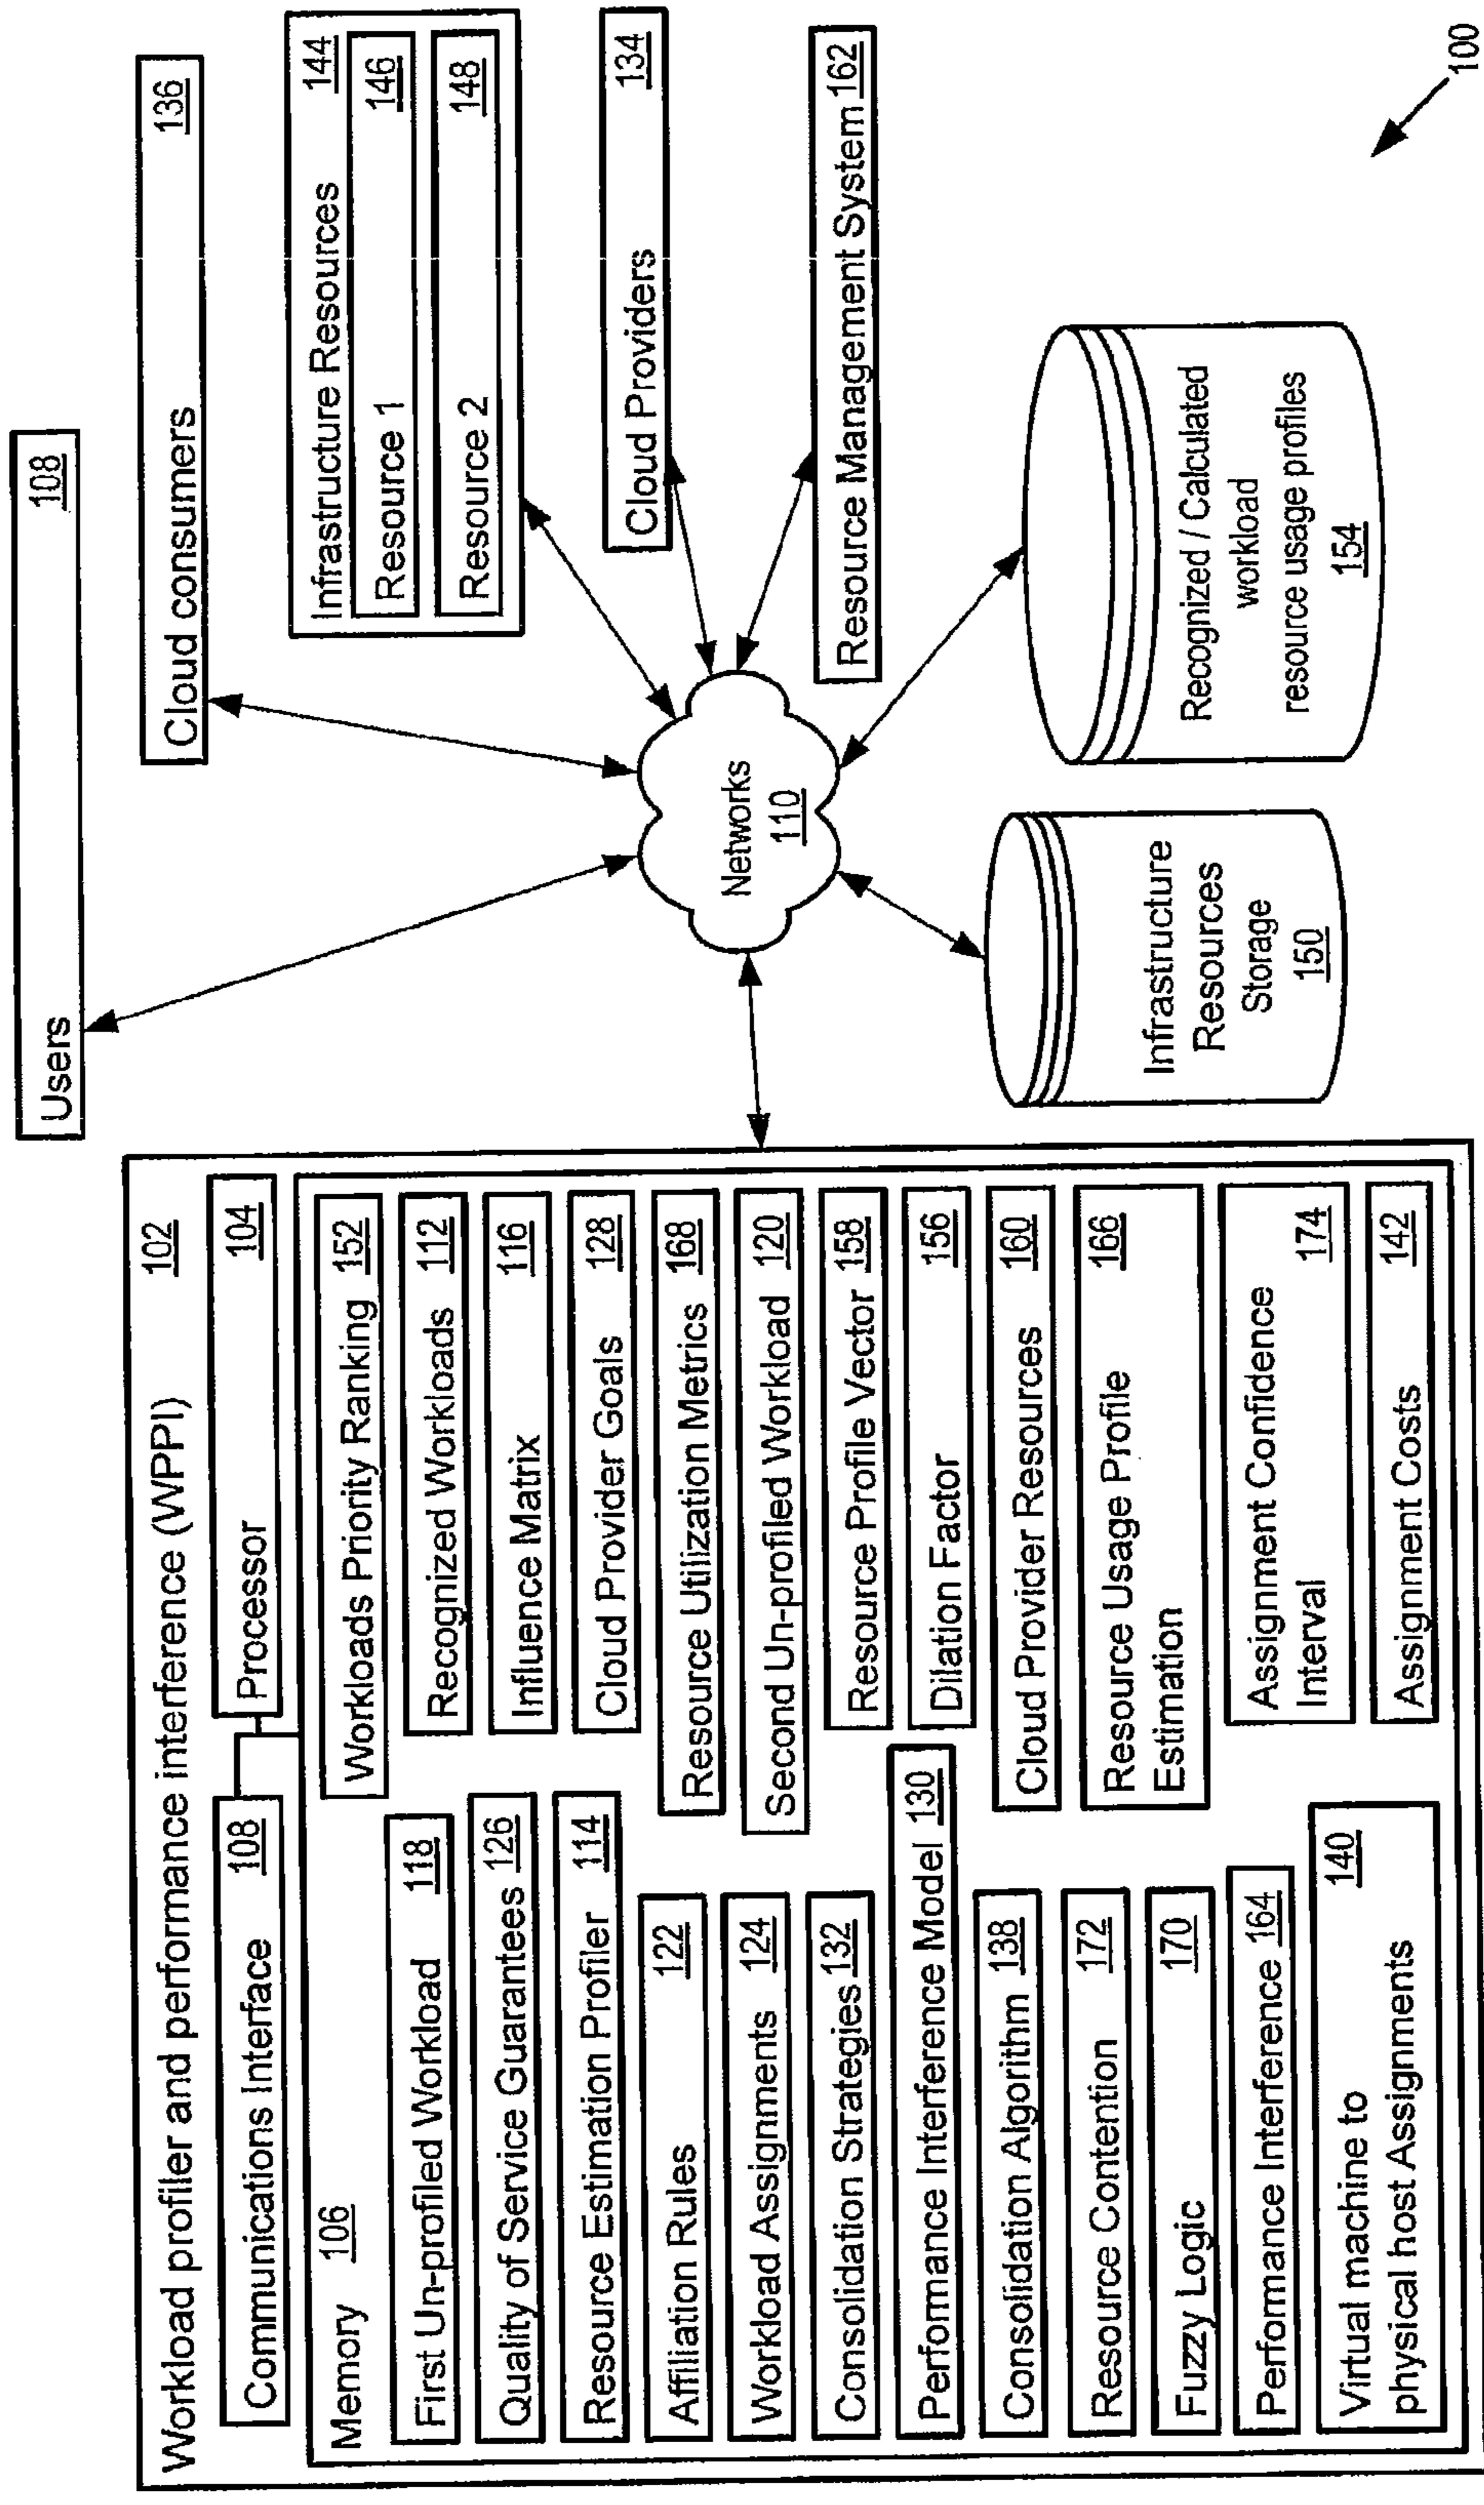 Workload profiler and performance interference (WPPI) 102
Communications Interface 108
Processor 104
Memory 106
First Un-profiled Workload 118
Quality of Service Guarantees 126
Resource Estimation Profiler 114
Affiliation Rules 122
Workload Assignments 124
Consolidation Strategies 132
Performance Interference Model 130
Consolidation Algorithm 138
Resource Contention 172
Fuzzy Logic 170
Performance Interference 164
Virtual machine to 140
physical host Assignments
Workloads Priority Ranking 152
Recognized Workloads 112
Influence Matrix 116
Cloud Provider Goals 128
Resource Utilization Metrics 168
Second Un-profiled Workload 120
Resource Profile Vector 158
Dilation Factor 156
Cloud Provider Resources 160
Resource Usage Profile 166
Estimation
Assignment Confidence
Interval 174
Assignment Costs 142
Users 108
Cloud consumers 136
Infrastructure Resources 144
Resource 1 146
Resource 2 148
Cloud Providers 134
Resource Management System 162
Networks
110
Infrastructure
Resources
Storage
150
Recognized / Calculated
workload
resource usage profiles
154
100